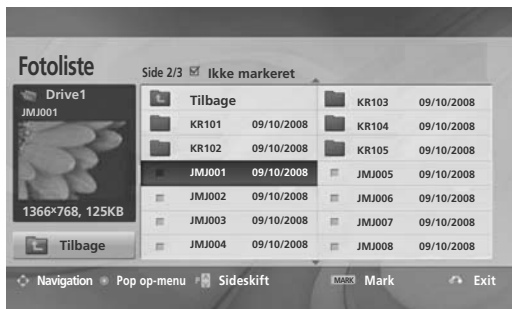 Fotoliste
Side 2/3 Ikke markeret
Drive1
JMJ001
1366x768, 125KB
Tilbage
Tilbage
KR101 09/10/2008
KR102 09/10/2008
JMJ001 09/10/2008
JMJ002 09/10/2008
JMJ003 09/10/2008
JMJ004 09/10/2008
KR103 09/10/2008
KR104 09/10/2008
KR105 09/10/2008
JMJ005 09/10/2008
JMJ006 09/10/2008
JMJ007 09/10/2008
JMJ008 09/10/2008
Navigation Pop op-menu P Sideskift MARK Mark Exit